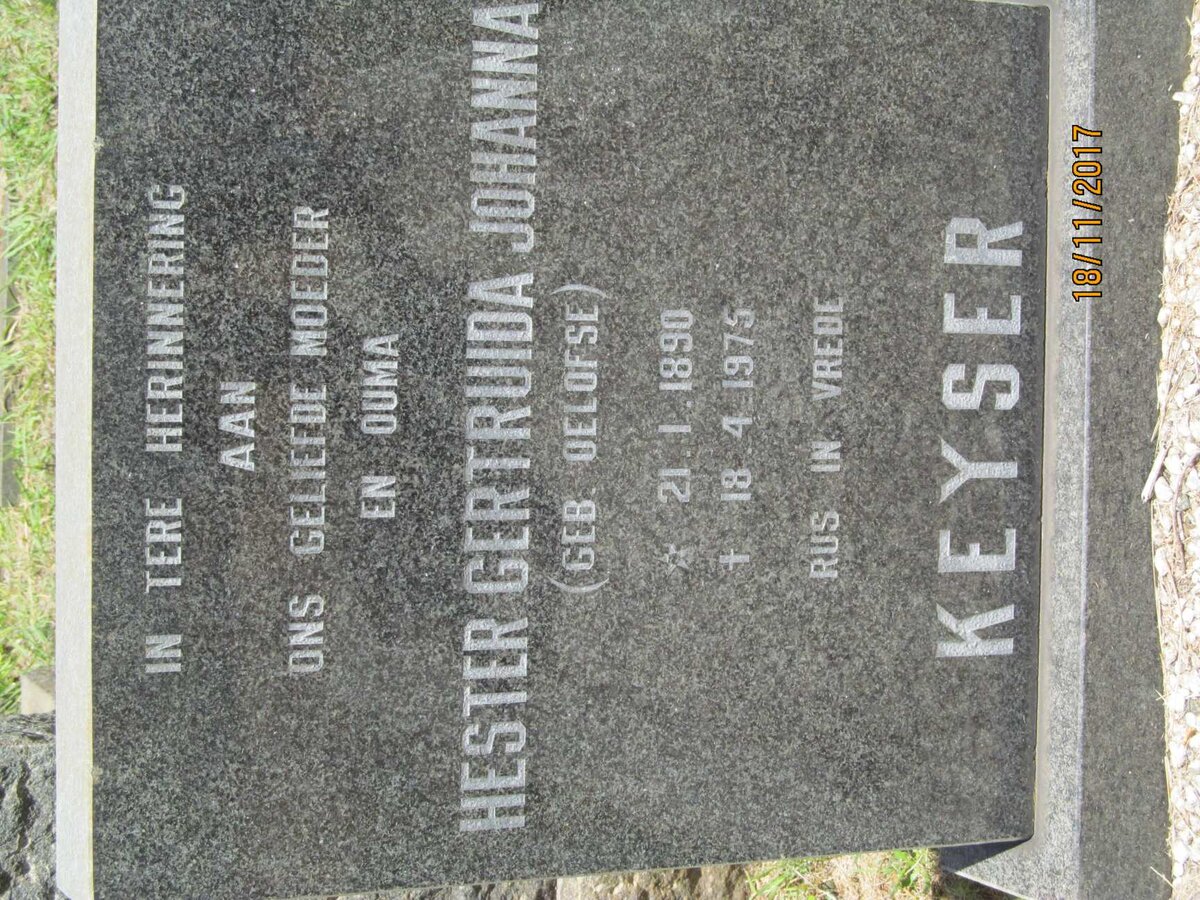 IN TERE HERINNERING
AAN
ONS GELIEFDE MOEDER
EN OUMA
HESTER GERTRUIDA JOHANNA
(GEB OELOFSE)
21.1.1890
† 18 4 1975
RUS IN VREDE
KEYSER
18/11/2017